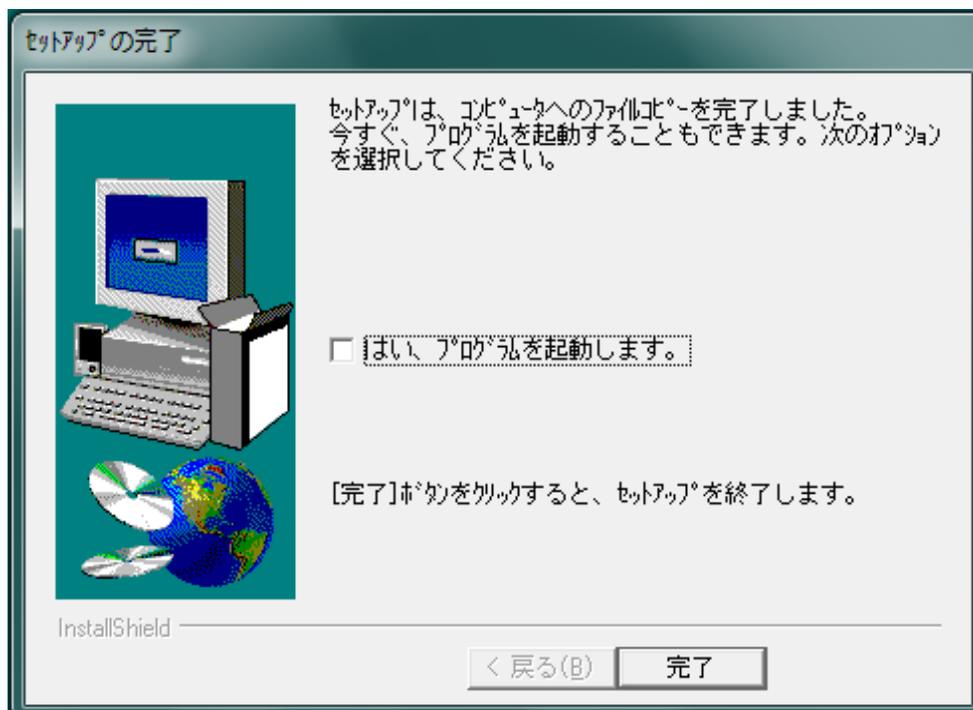 ｾｯﾄｱｯﾌﾟの完了
ｾｯﾄｱｯﾌﾟは、ｺﾝﾋﾟｭｰﾀへのﾌｧｲﾙｺﾋﾟｰを完了しました。
今すぐ、ﾌﾟﾛｸﾞﾗﾑを起動することもできます。次のｵﾌﾟｼｮﾝ
を選択してください。
はい、ﾌﾟﾛｸﾞﾗﾑを起動します。
[完了]ﾎﾞﾀﾝをｸﾘｯｸすると、ｾｯﾄｱｯﾌﾟを終了します。
InstallShield
< 戻る(B)
完了